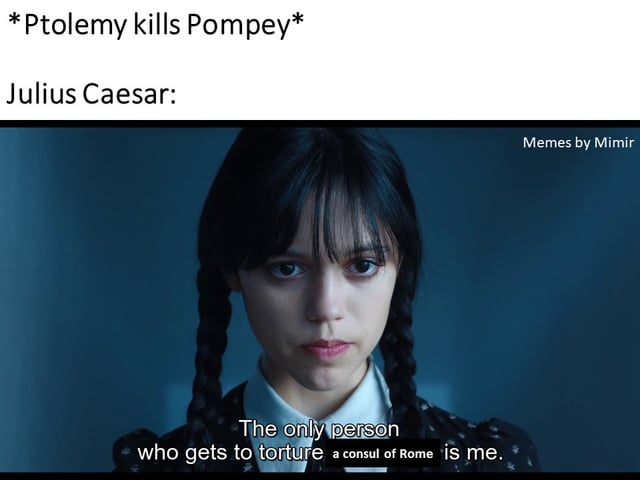 *Ptolemy kills Pompey*
Julius Caesar:
Memes by Mimir
The only person
who gets to torture a consul of Rome is me.